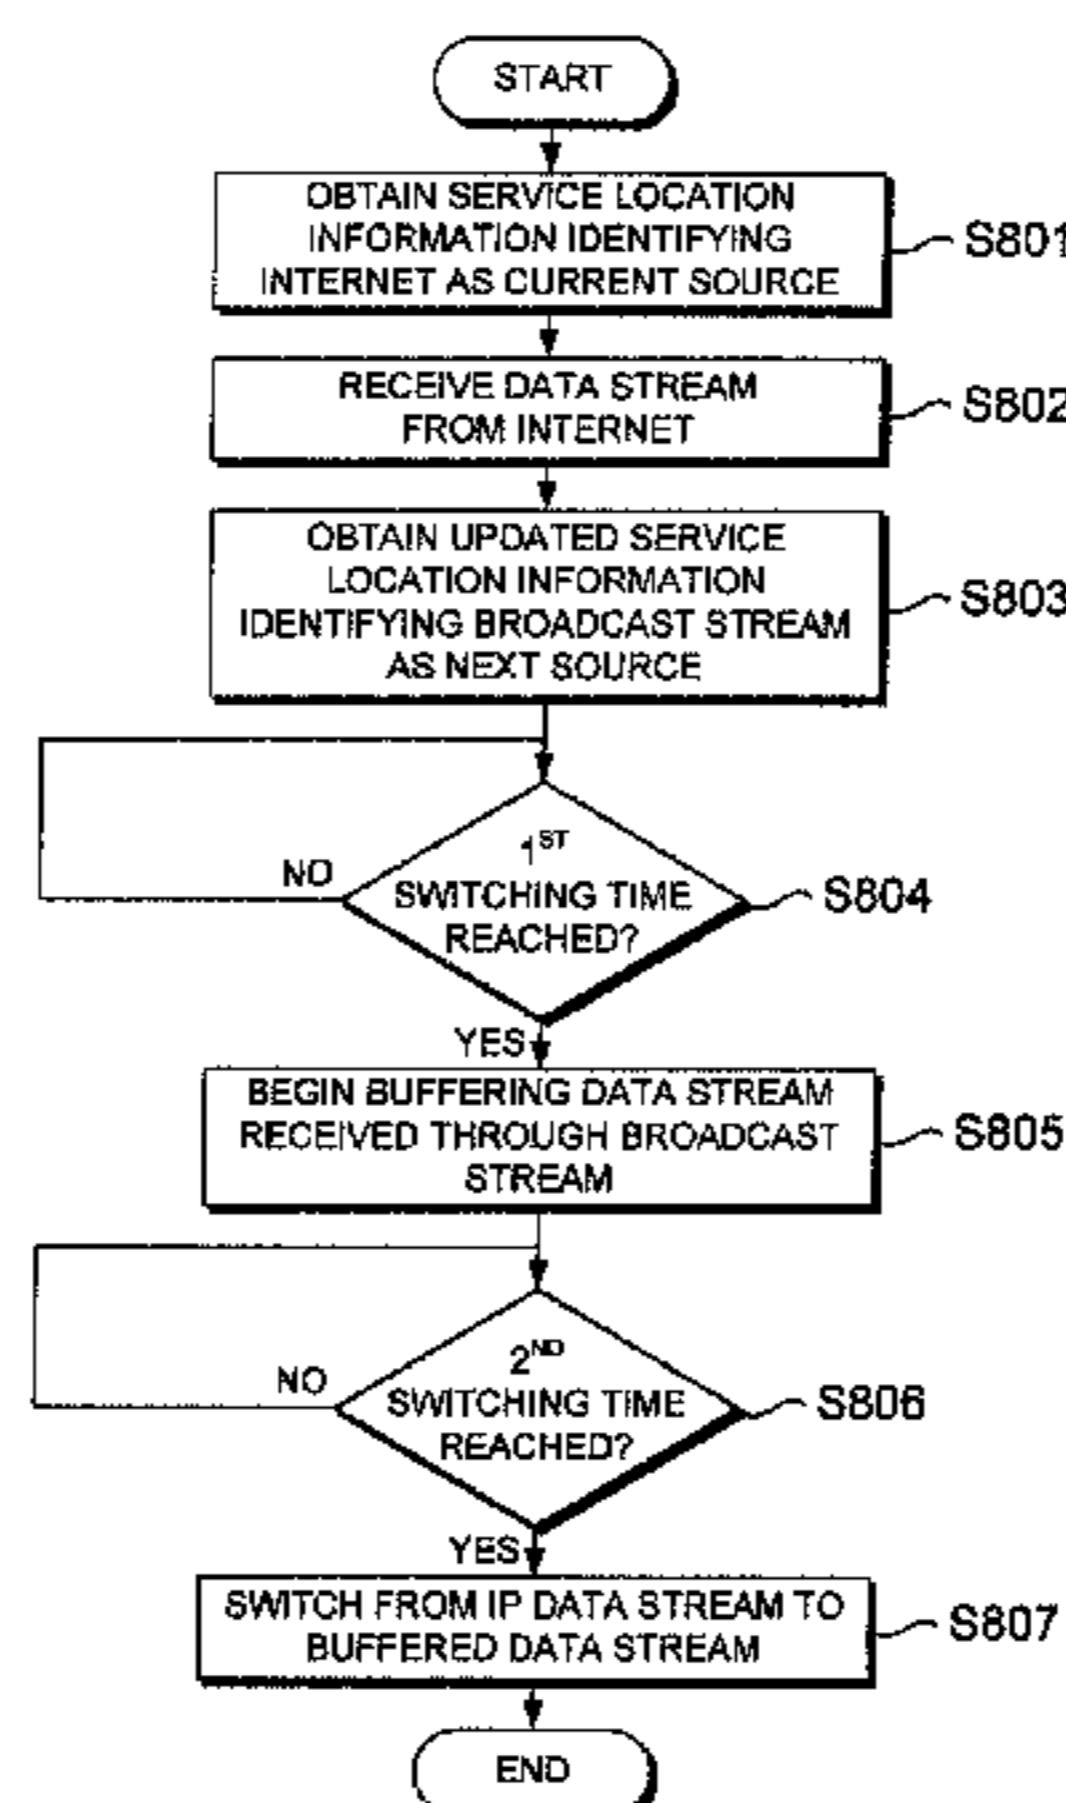 START
OBTAIN SERVICE LOCATION
INFORMATION IDENTIFYING
INTERNET AS CURRENT SOURCE
S801
RECEIVE DATA STREAM
FROM INTERNET
S802
OBTAIN UPDATED SERVICE
LOCATION INFORMATION
IDENTIFYING BROADCAST STREAM
AS NEXT SOURCE
S803
1ST
SWITCHING TIME
REACHED?
NO
S804
YES
BEGIN BUFFERING DATA STREAM
RECEIVED THROUGH BROADCAST
STREAM
S805
2ND
SWITCHING TIME
REACHED?
NO
S806
YES
SWITCH FROM IP DATA STREAM TO
BUFFERED DATA STREAM
S807
END